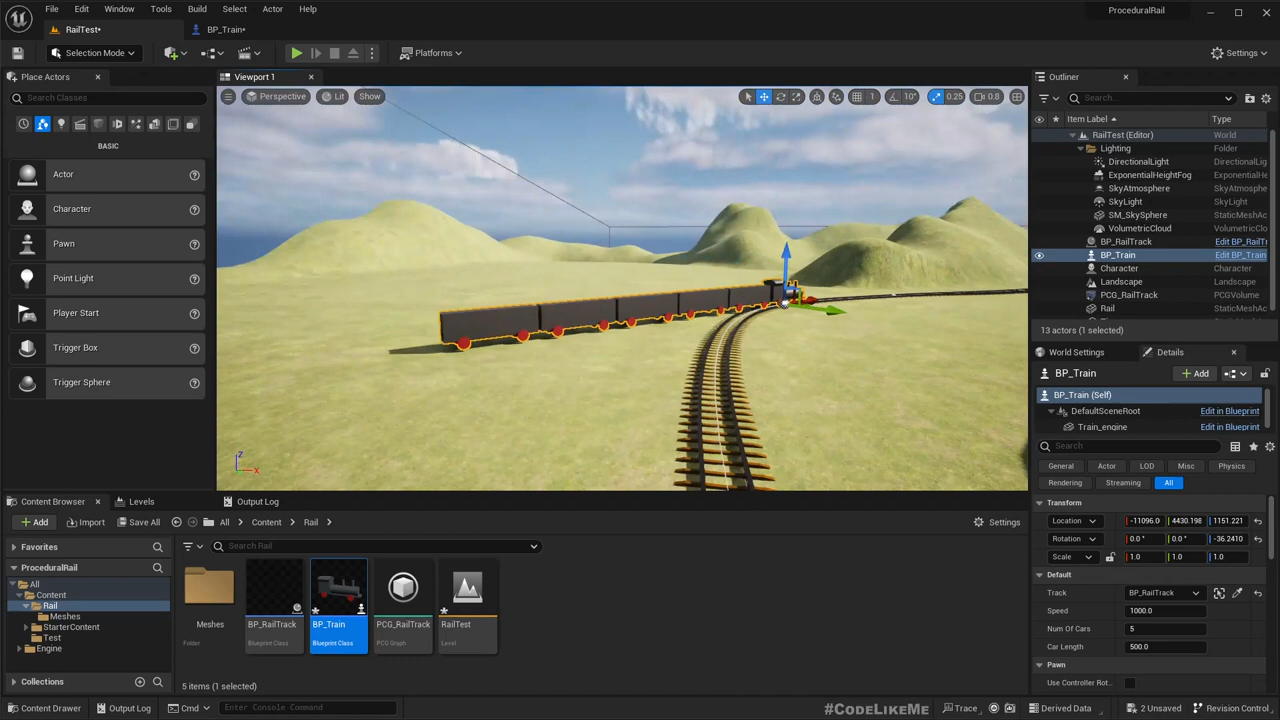 File Edit Window Tools Build Select Actor Help
ProceduralRail
RailTest*
BP_Train*
Selection Mode
Platforms
Settings
Place Actors
Viewport 1
Outliner
Search Classes
Perspective
Lit
Show
1
10°
0.25
0.8
Search...
Item Label
Type
BASIC
RailTest (Editor) World
Lighting Folder
DirectionalLight DirectionalLig
ExponentialHeightFog ExponentialHe
SkyAtmosphere SkyAtmosphere
SkyLight SkyLight
SM_SkySphere StaticMeshAc
VolumetricCloud VolumetricClo
BP_RailTrack Edit BP_RailTr
BP_Train Edit BP_Train
Character Character
Landscape Landscape
PCG_RailTrack PCGVolume
Rail StaticMeshAc
13 actors (1 selected)
Actor
Character
Pawn
Point Light
Player Start
Trigger Box
Trigger Sphere
Z
X
World Settings
Details
BP_Train
Add
BP_Train (Self)
DefaultSceneRoot Edit in Blueprint
Train_engine Edit in Blueprint
Search
General Actor LOD Misc Physics
Rendering Streaming All
Transform
Location -11096.0 4430.198 1151.221
Rotation 0.0 ° 0.0 ° -36.2410
Scale 1.0 1.0 1.0
Default
Track BP_RailTrack
Speed 1000.0
Num Of Cars 5
Car Length 500.0
Pawn
Use Controller Rot..
Content Browser
Levels
Output Log
Add
Import
Save All
All
Content
Rail
Settings
Favorites
Search Rail
ProceduralRail
All
Content
Rail
Meshes
StarterContent
Test
Engine
Collections
Meshes
Folder
BP_RailTrack
Blueprint Class
BP_Train
Blueprint Class
PCG_RailTrack
PCG Graph
RailTest
Level
5 items (1 selected)
Content Drawer
Output Log
Cmd
Enter Console Command
#CODELIKEME
Trace
Derived Data
2 Unsaved
Revision Control